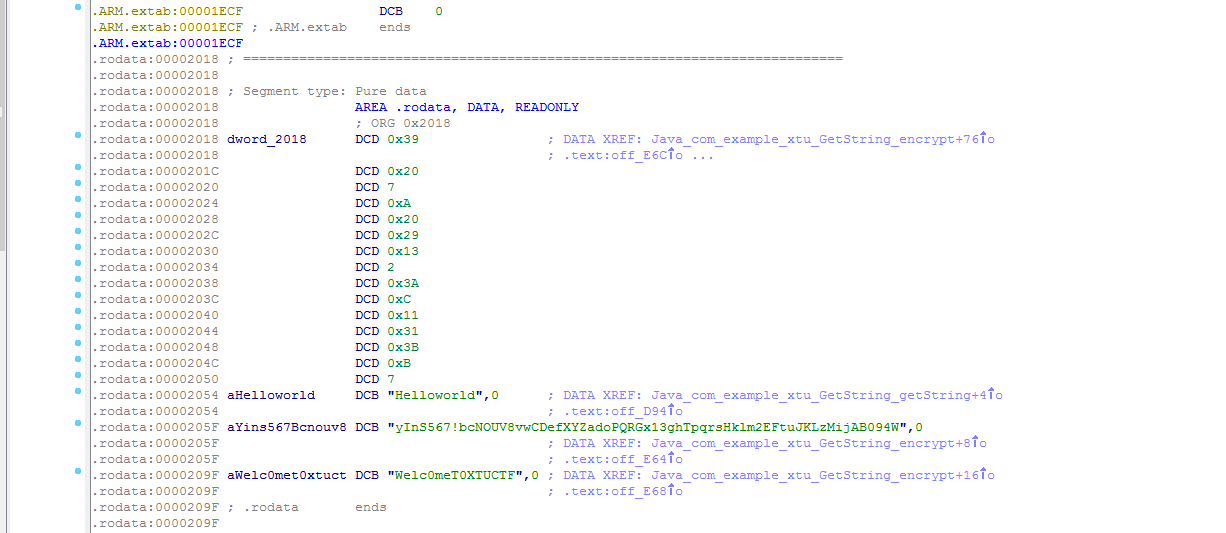 .ARM.extab:00001ECF DCB 0
.ARM.extab:00001ECF ; .ARM.extab ends
.ARM.extab:00001ECF
.rodata:00002018 ; ===========================================================================
.rodata:00002018
.rodata:00002018 ; Segment type: Pure data
.rodata:00002018 AREA .rodata, DATA, READONLY
.rodata:00002018 ; ORG 0x2018
.rodata:00002018 dword_2018 DCD 0x39 ; DATA XREF: Java_com_example_xtu_GetString_encrypt+76↑o
.rodata:00002018 ; .text:off_E6C↑o ...
.rodata:0000201C DCD 0x20
.rodata:00002020 DCD 7
.rodata:00002024 DCD 0xA
.rodata:00002028 DCD 0x20
.rodata:0000202C DCD 0x29
.rodata:00002030 DCD 0x13
.rodata:00002034 DCD 2
.rodata:00002038 DCD 0x3A
.rodata:0000203C DCD 0xC
.rodata:00002040 DCD 0x11
.rodata:00002044 DCD 0x31
.rodata:00002048 DCD 0x3B
.rodata:0000204C DCD 0xB
.rodata:00002050 DCD 7
.rodata:00002054 aHelloworld DCB "Helloworld",0 ; DATA XREF: Java_com_example_xtu_GetString_getString+4↑o
.rodata:00002054 ; .text:off_D94↑o
.rodata:0000205F aYins567Bcnouv8 DCB "yInS567!bcNOUV8vwCDefXYZadoPQRGx13ghTpqrsHklm2EFtuJKLzMijAB094W",0
.rodata:0000205F ; DATA XREF: Java_com_example_xtu_GetString_encrypt+8↑o
.rodata:0000205F ; .text:off_E64↑o
.rodata:0000209F aWelc0met0xtuct DCB "Welc0meT0XTUCTF",0 ; DATA XREF: Java_com_example_xtu_GetString_encrypt+16↑o
.rodata:0000209F ; .text:off_E68↑o
.rodata:0000209F ; .rodata ends
.rodata:0000209F